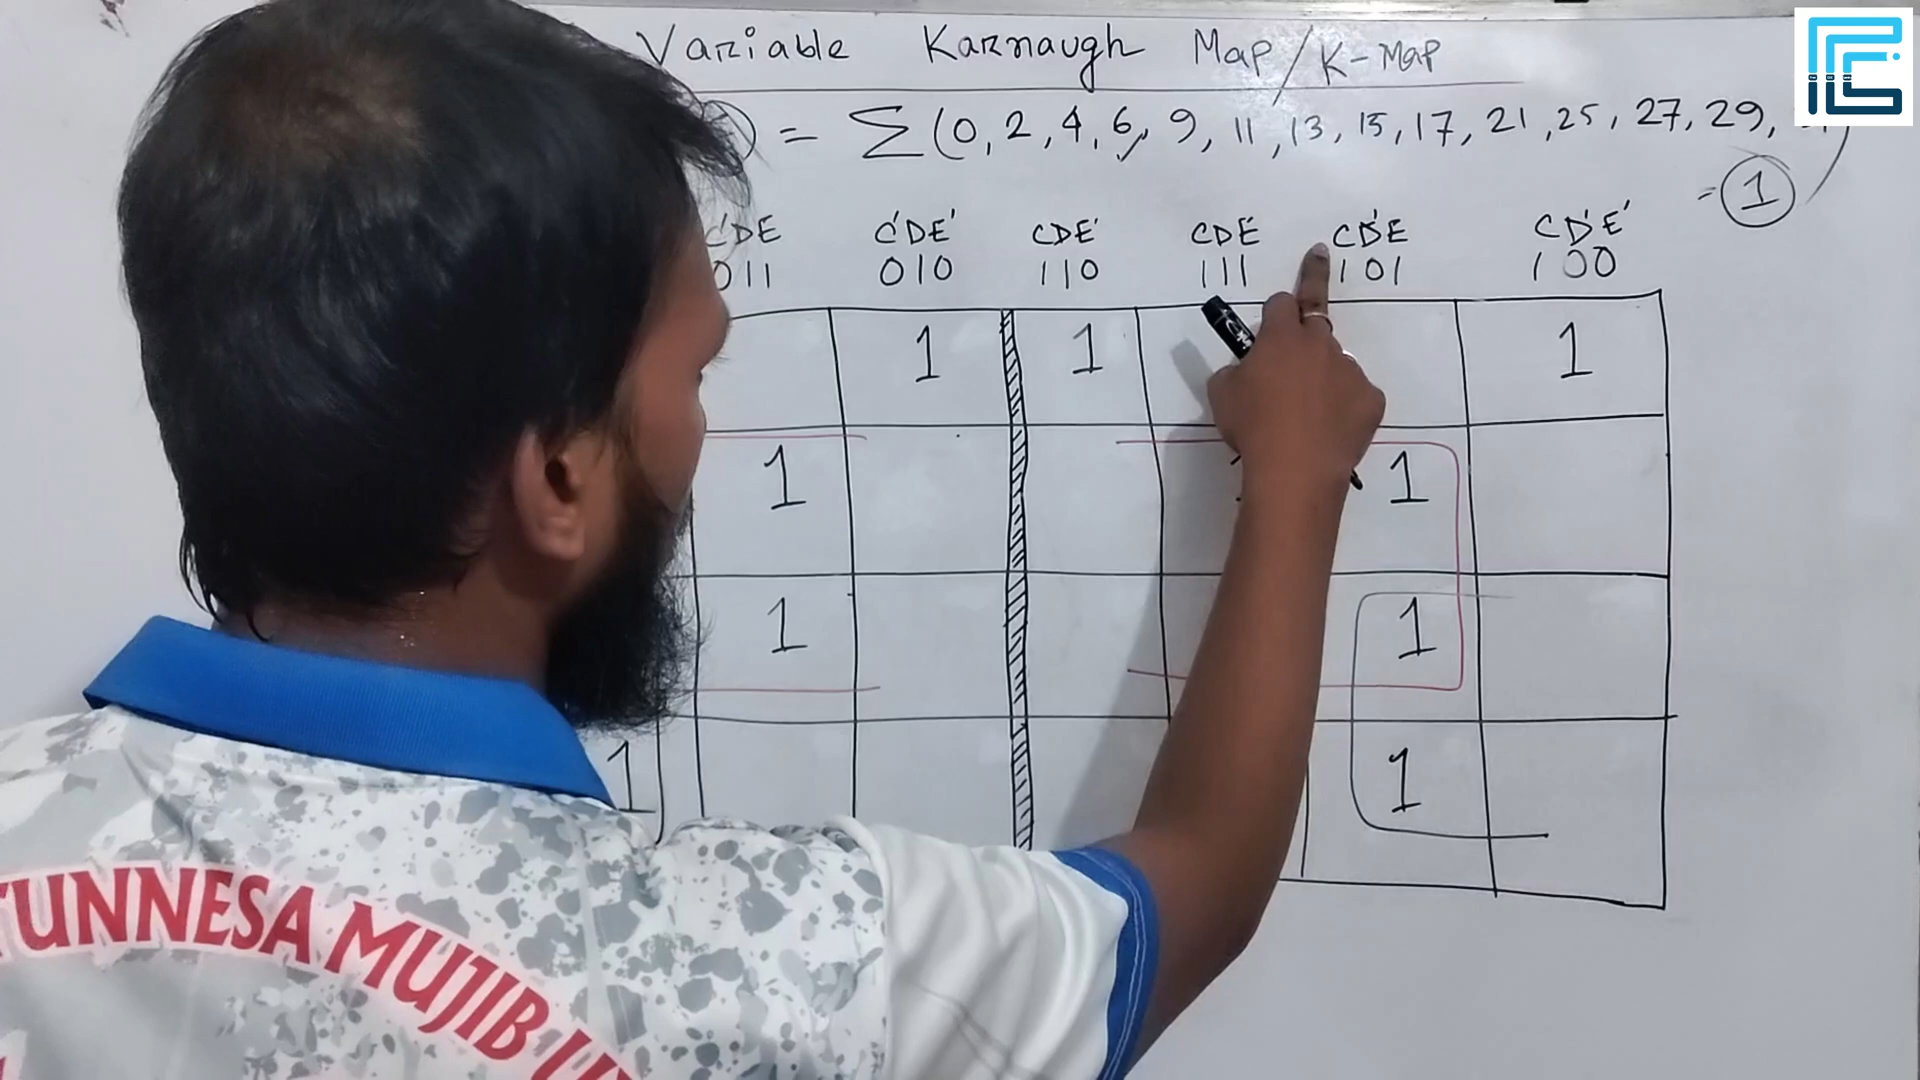 Variable Karnaugh Map / K-Map
= Σ(0, 2, 4, 6, 9, 11, 13, 15, 17, 21, 25, 27, 29,
= 1
C'DE C'DE' CDE' CDE CD'E CD'E'
011 010 110 111 101 100
1 1 1
1 1
1 1
1 1
TUNNESA MUJIB